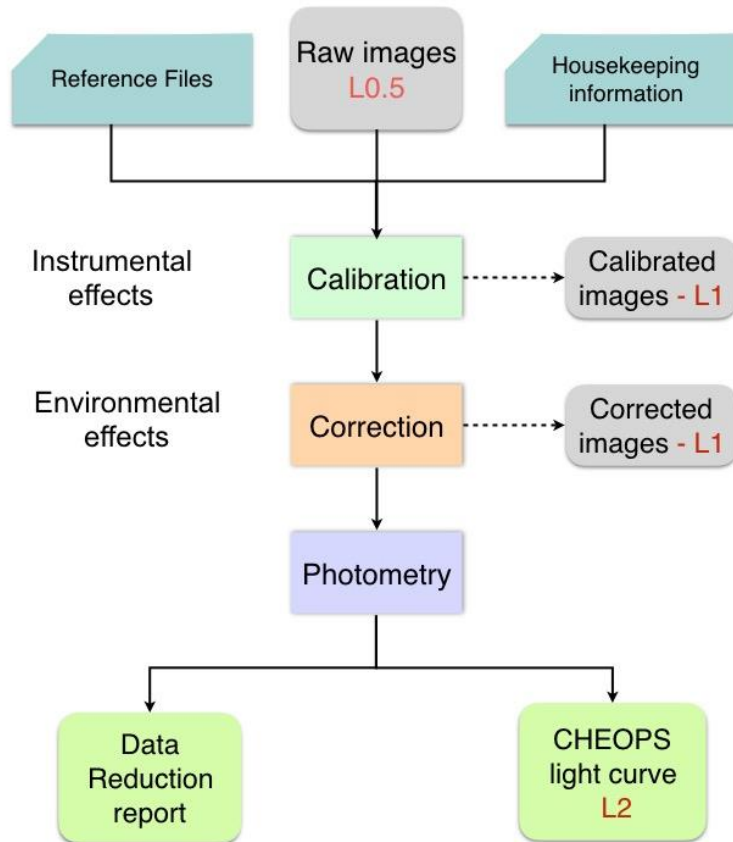 Reference Files
Raw images
L0.5
Housekeeping
information
Instrumental
effects
Calibration
Calibrated
images - L1
Environmental
effects
Correction
Corrected
images - L1
Photometry
Data
Reduction
report
CHEOPS
light curve
L2